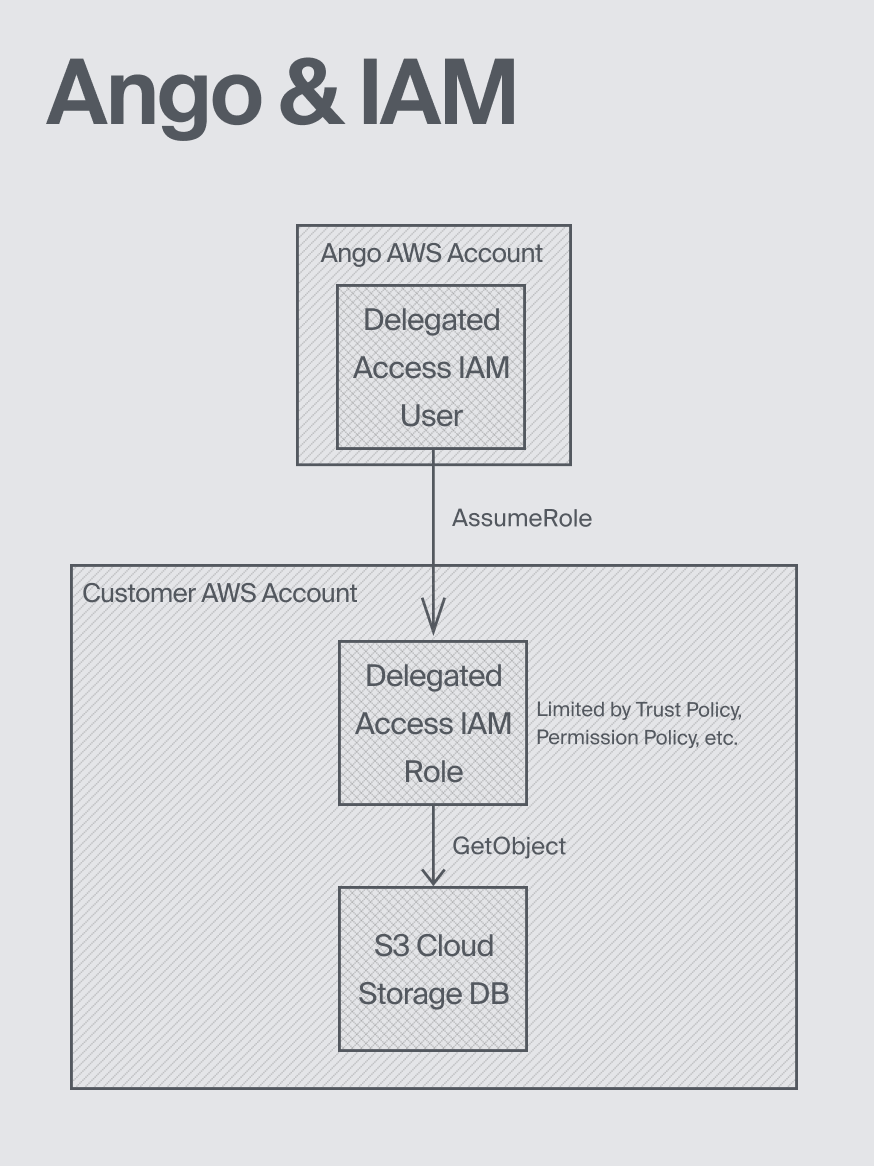 Ango & IAM
Ango AWS Account
Delegated
Access IAM
User
AssumeRole
Customer AWS Account
Delegated
Access IAM
Role
Limited by Trust Policy,
Permission Policy, etc.
GetObject
S3 Cloud
Storage DB